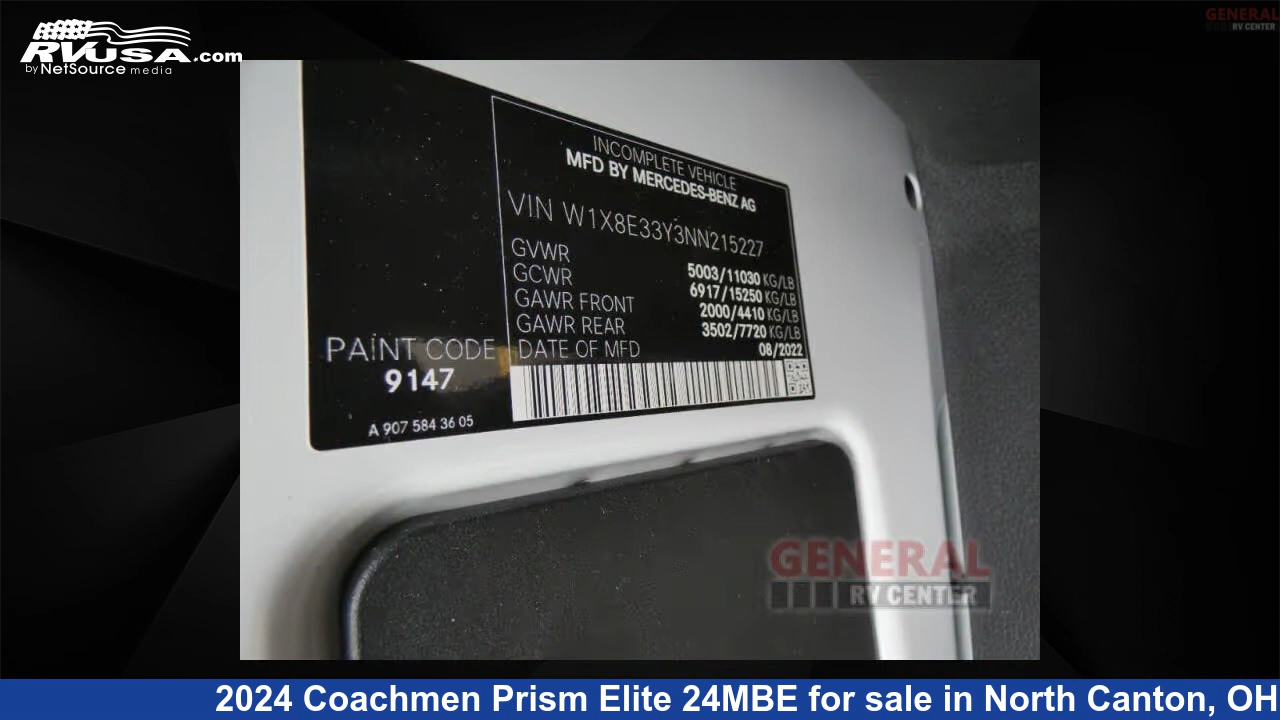 RVUSA.com
by NetSource media
GENERAL
RV CENTER
INCOMPLETE VEHICLE
MFD BY MERCEDES-BENZ AG
VIN W1X8E33Y3NN215227
GVWR 5003/11030 KG/LB
GCWR 6917/15250 KG/LB
GAWR FRONT 2000/4410 KG/LB
GAWR REAR 3502/7720 KG/LB
DATE OF MFD 08/2022
PAINT CODE
9147
A 907 584 36 05
GENERAL
RV CENTER
2024 Coachmen Prism Elite 24MBE for sale in North Canton, OH